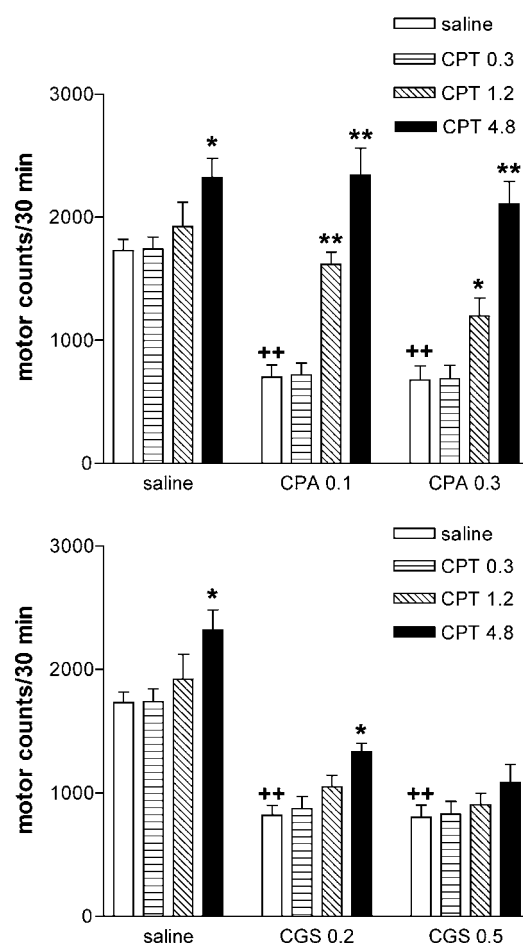 saline
CPT 0.3
CPT 1.2
CPT 4.8
motor counts/30 min
3000
2000
1000
0
*
++
**
**
++
*
**
saline CPA 0.1 CPA 0.3
saline
CPT 0.3
CPT 1.2
CPT 4.8
motor counts/30 min
3000
2000
1000
0
*
++
*
++
saline CGS 0.2 CGS 0.5